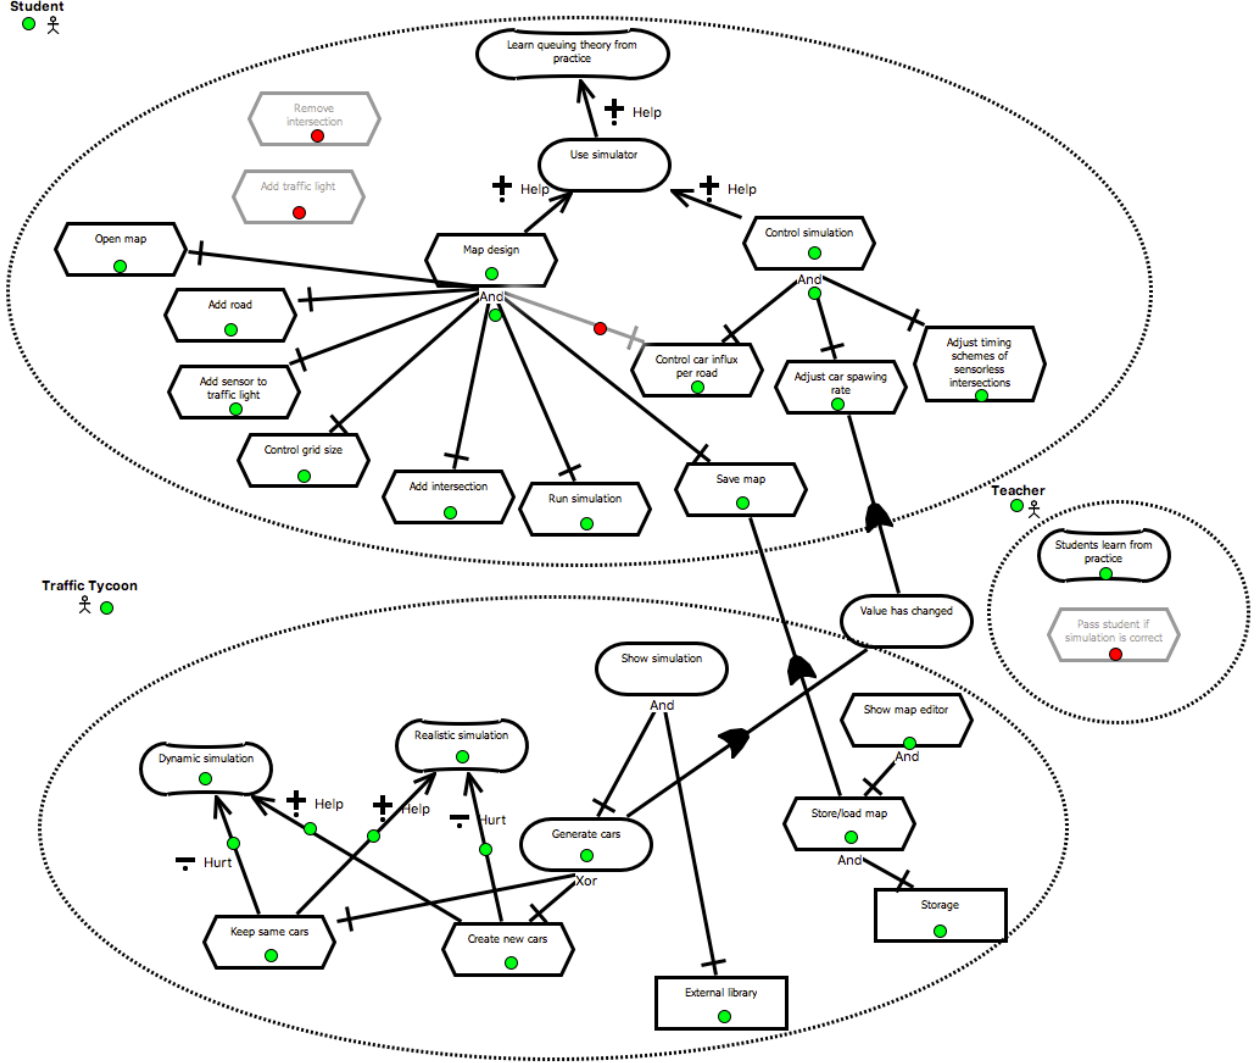 Student
Learn queuing theory from
practice
Help
Remove
intersection
Use simulator
Add traffic light
Help
Help
Open map
Map design
Control simulation
And
And
Add road
Control car influx
per road
Adjust car spawing
rate
Adjust timing
schemes of
sensorless
intersections
Add sensor to
traffic light
Control grid size
Add intersection
Run simulation
Save map
Teacher
Students learn from
practice
Pass student if
simulation is correct
Traffic Tycoon
Value has changed
Show simulation
And
Show map editor
And
Dynamic simulation
Realistic simulation
Help
Help
Hurt
Hurt
Generate cars
Xor
Store/load map
And
Storage
Keep same cars
Create new cars
External library